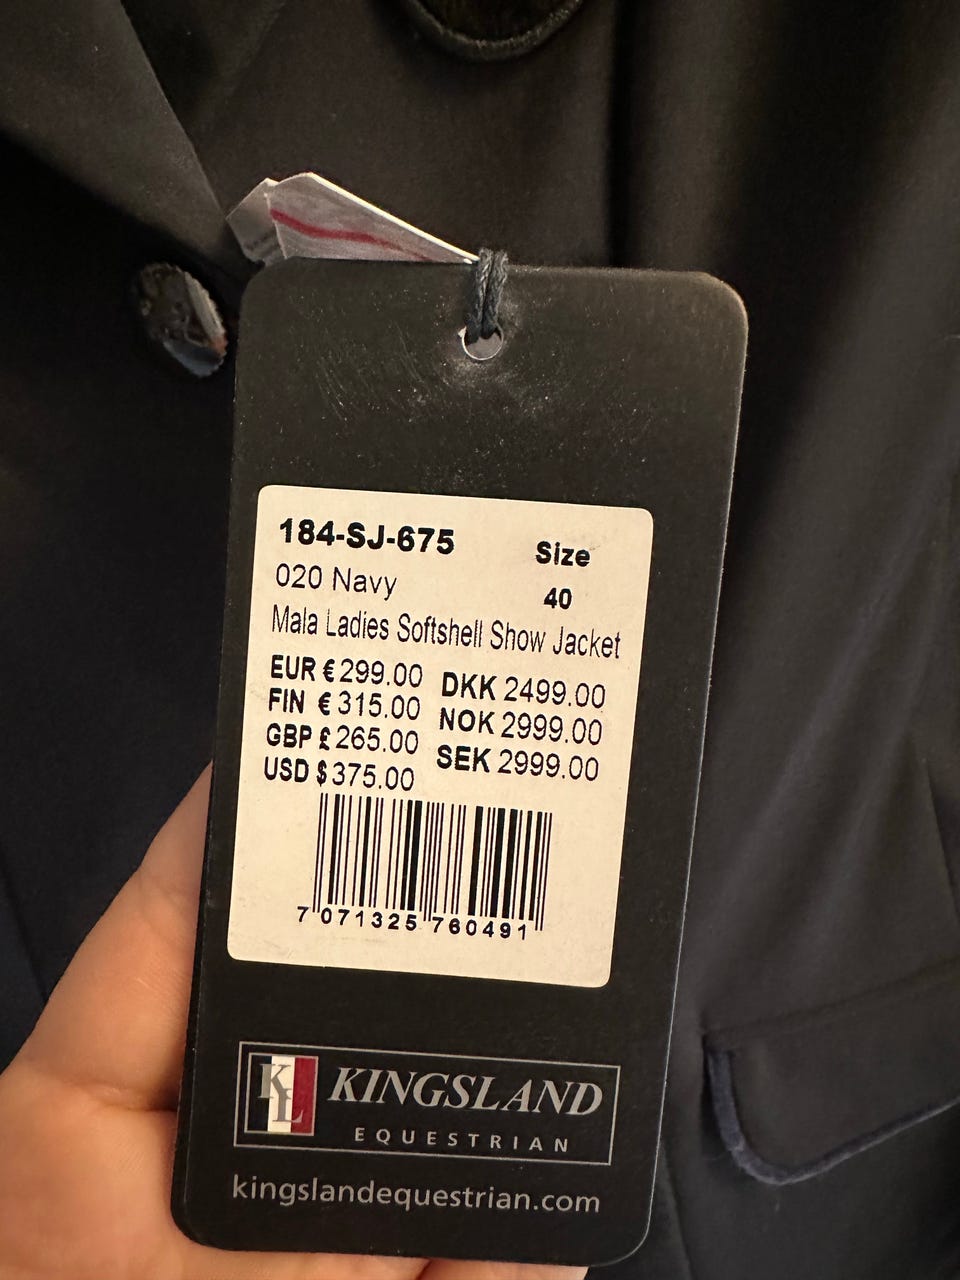 184-SJ-675
Size
020 Navy
40
Mala Ladies Softshell Show Jacket
EUR € 299.00
DKK 2499.00
FIN € 315.00
NOK 2999.00
GBP £ 265.00
SEK 2999.00
USD $ 375.00
7 071325 760491
KL KINGSLAND
EQUESTRIAN
kingslandequestrian.com